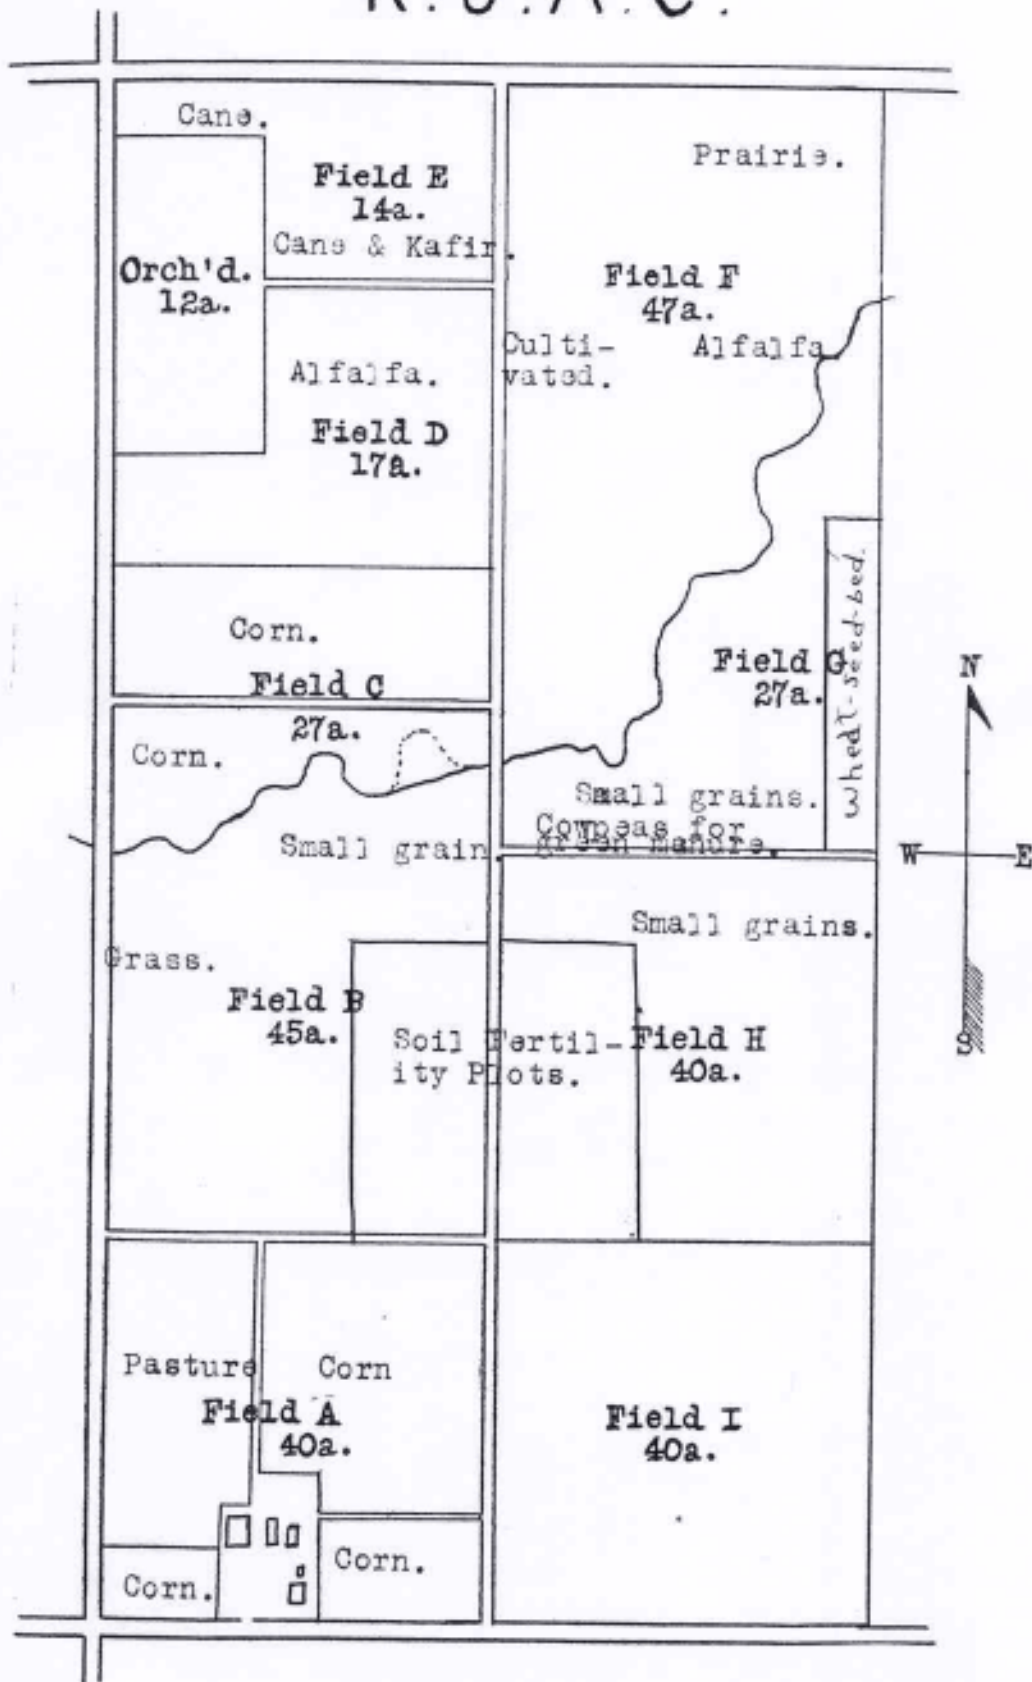 Cane.
Field E
14a.
Cane & Kafir.
Orch'd.
12a.
Alfalfa.
Field D
17a.
Corn.
Field C
27a.
Corn.
Prairie.
Field F
47a.
Culti-
vated.
Alfalfa
Field G
27a.
Wheat-seed-bed.
Small grains.
Cowpeas for
green manure.
N
W
E
S
Small grain.
Grass.
Field B
45a.
Soil Fertil-
ity Plots.
Small grains.
Field H
40a.
Pasture
Corn
Field A
40a.
Corn.
Corn.
Field I
40a.